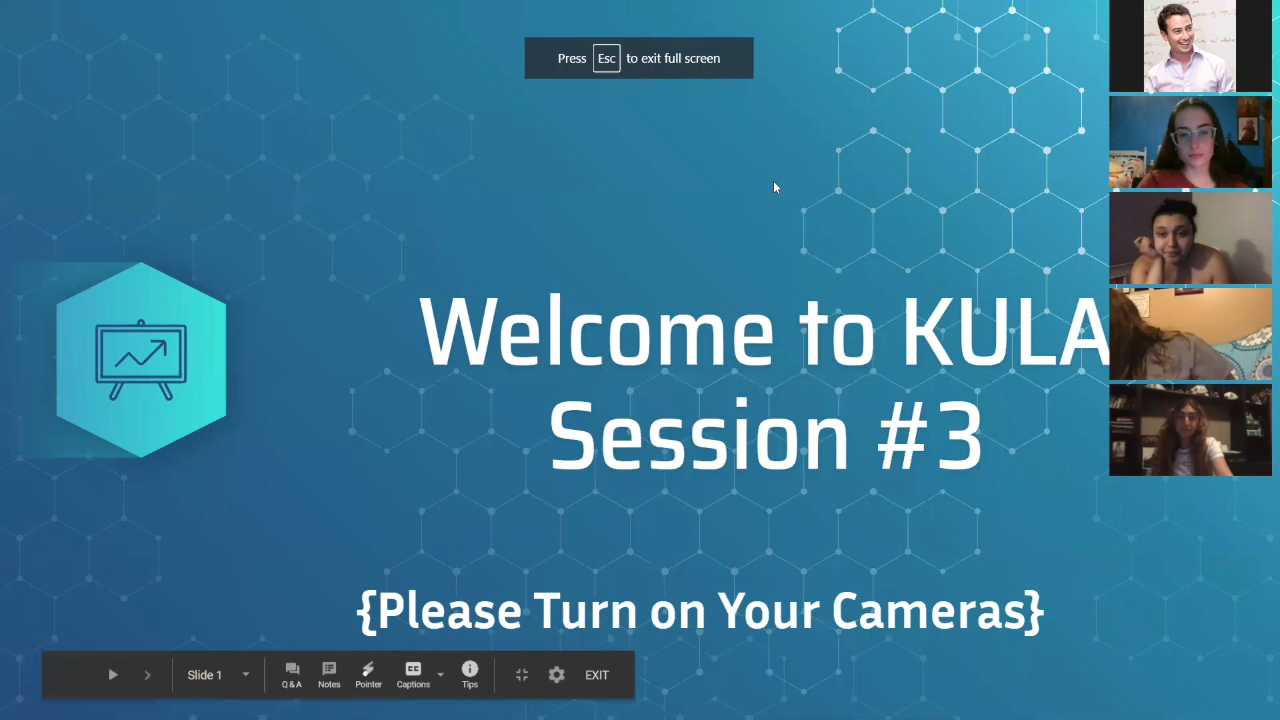 Press Esc to exit full screen
Welcome to KULA
Session #3
{Please Turn on Your Cameras}
Slide 1
Q & A
Notes
Pointer
CC
Captions
Tips
EXIT